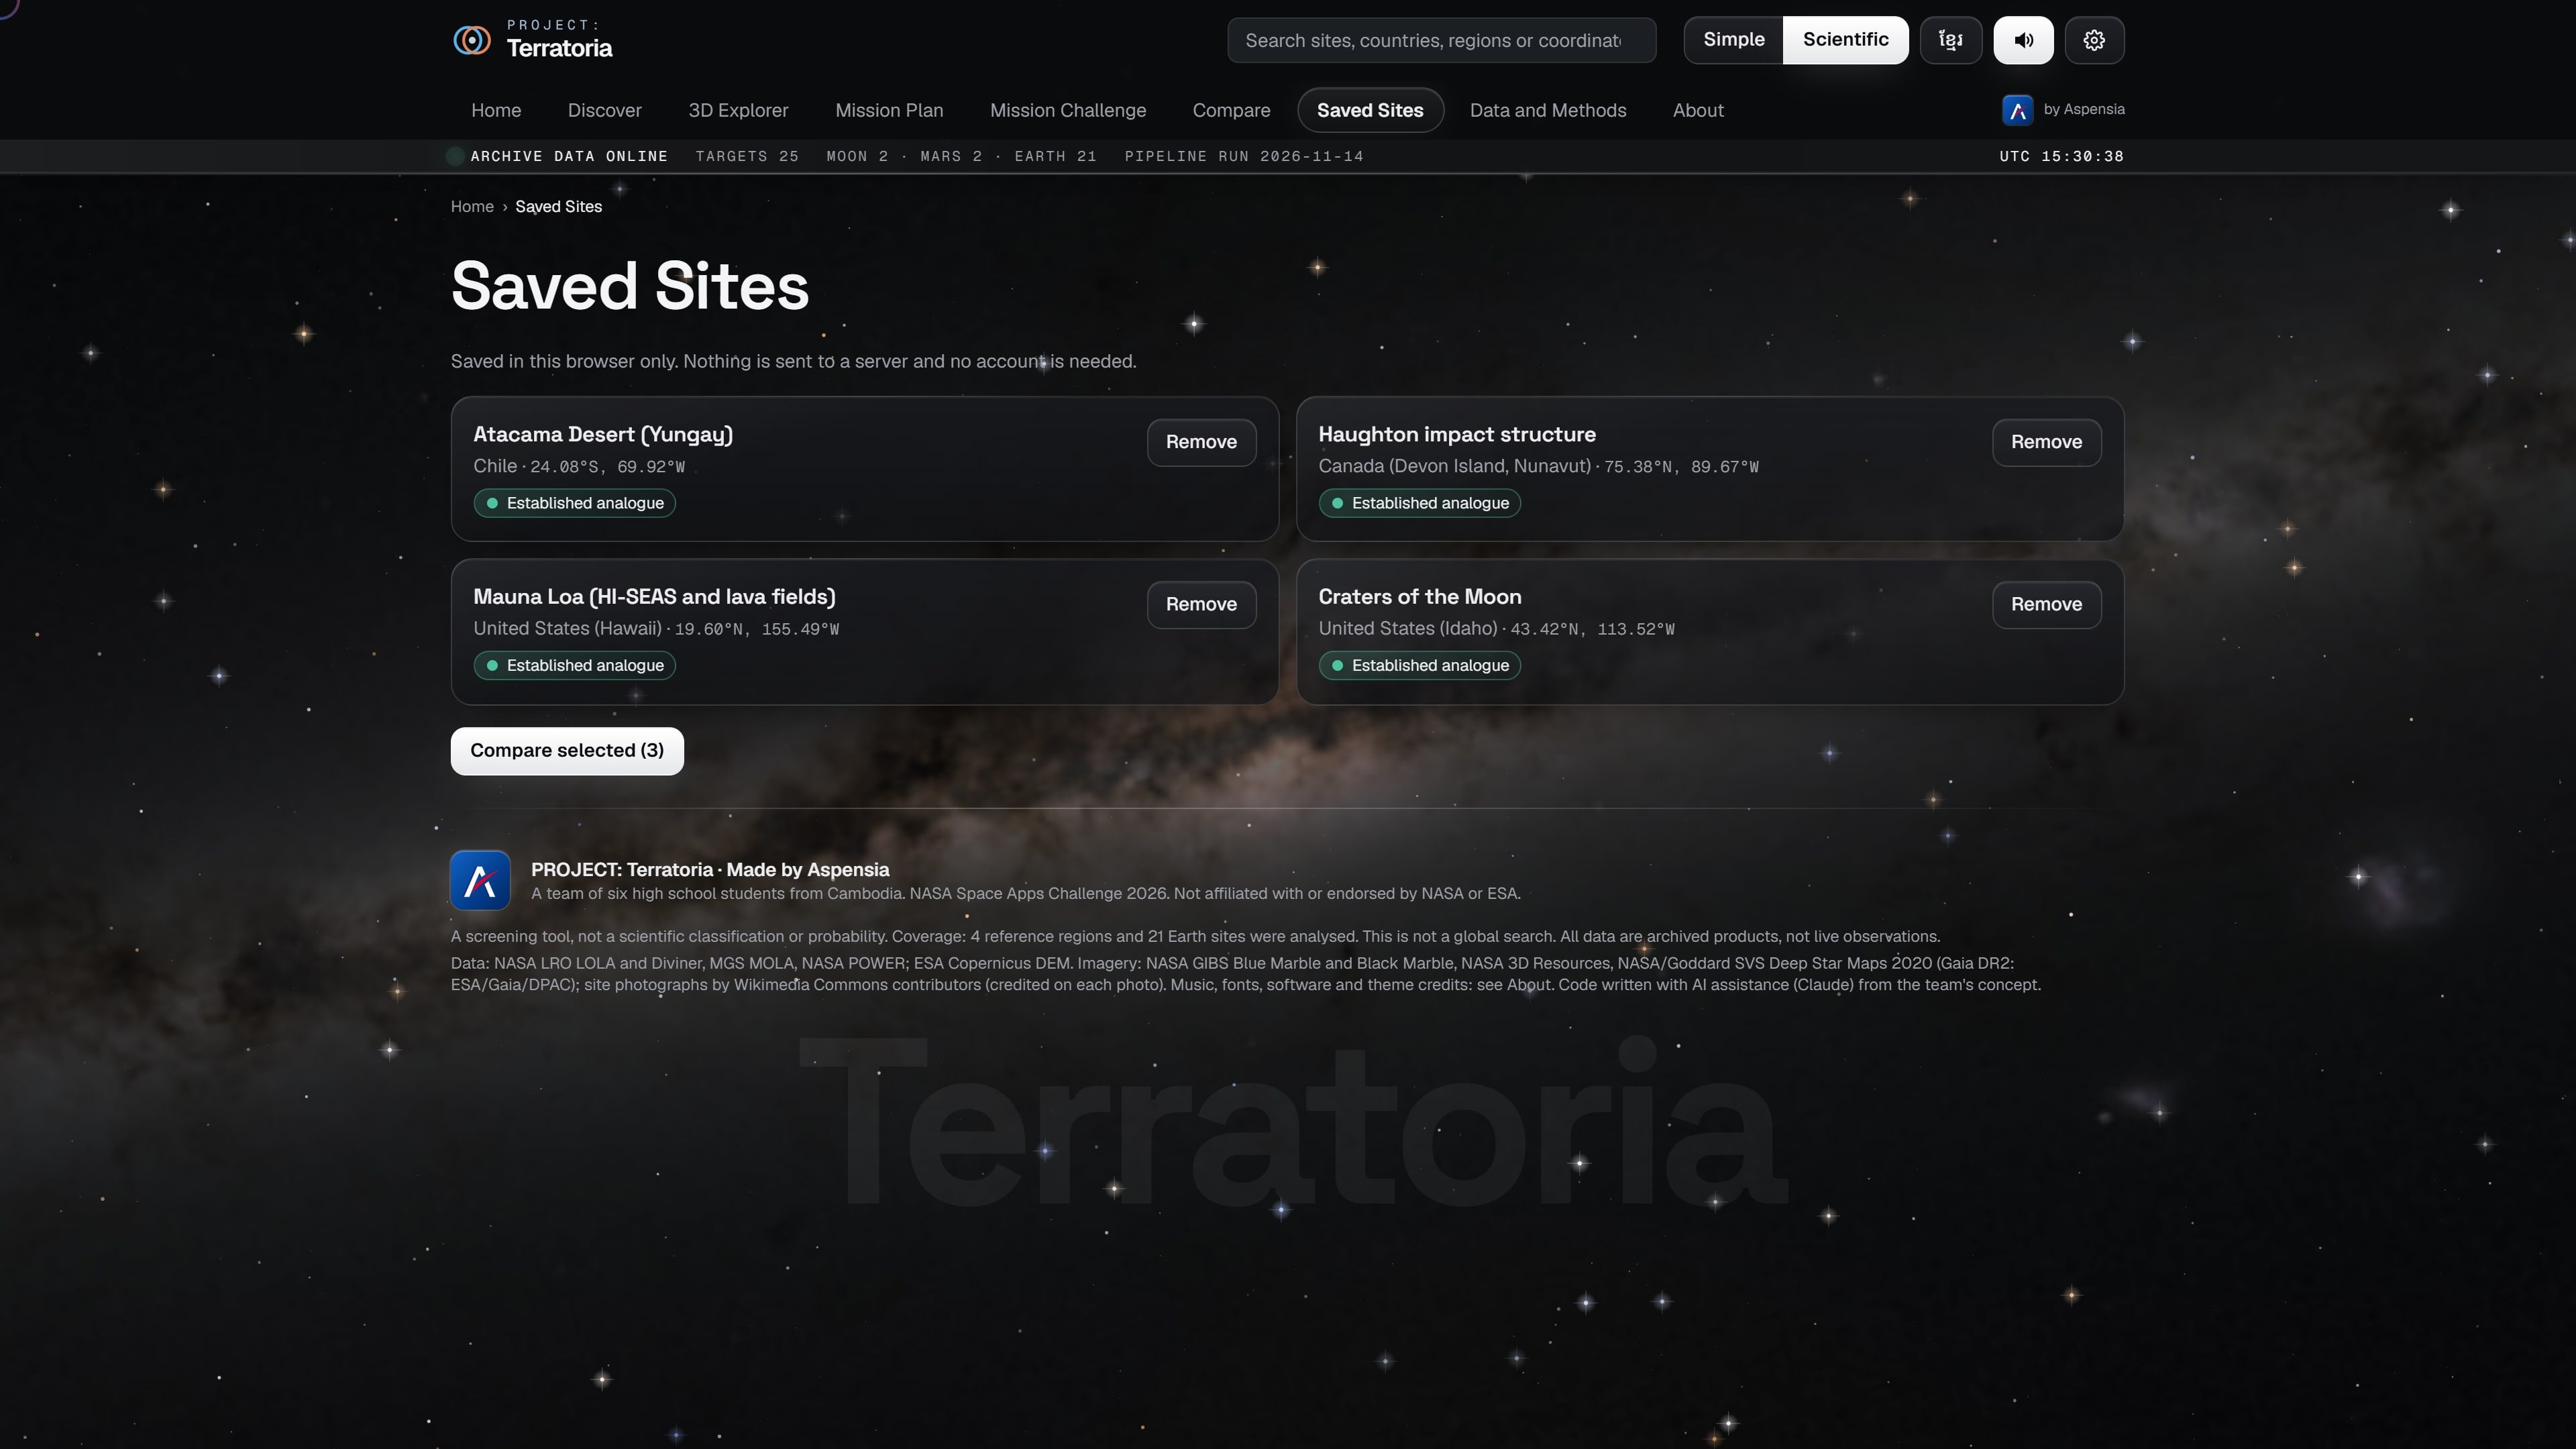 PROJECT:
Terratoria
Search sites, countries, regions or coordinat
Simple
Scientific
ខ្មែរ
Home
Discover
3D Explorer
Mission Plan
Mission Challenge
Compare
Saved Sites
Data and Methods
About
by Aspensia
ARCHIVE DATA ONLINE TARGETS 25 MOON 2 · MARS 2 · EARTH 21 PIPELINE RUN 2026-11-14
UTC 15:30:38
Home › Saved Sites
Saved Sites
Saved in this browser only. Nothing is sent to a server and no account is needed.
Atacama Desert (Yungay)
Chile · 24.08°S, 69.92°W
Established analogue
Remove
Haughton impact structure
Canada (Devon Island, Nunavut) · 75.38°N, 89.67°W
Established analogue
Remove
Mauna Loa (HI-SEAS and lava fields)
United States (Hawaii) · 19.60°N, 155.49°W
Established analogue
Remove
Craters of the Moon
United States (Idaho) · 43.42°N, 113.52°W
Established analogue
Remove
Compare selected (3)
PROJECT: Terratoria · Made by Aspensia
A team of six high school students from Cambodia. NASA Space Apps Challenge 2026. Not affiliated with or endorsed by NASA or ESA.
A screening tool, not a scientific classification or probability. Coverage: 4 reference regions and 21 Earth sites were analysed. This is not a global search. All data are archived products, not live observations.
Data: NASA LRO LOLA and Diviner, MGS MOLA, NASA POWER; ESA Copernicus DEM. Imagery: NASA GIBS Blue Marble and Black Marble, NASA 3D Resources, NASA/Goddard SVS Deep Star Maps 2020 (Gaia DR2:
ESA/Gaia/DPAC); site photographs by Wikimedia Commons contributors (credited on each photo). Music, fonts, software and theme credits: see About. Code written with AI assistance (Claude) from the team's concept.
Terratoria